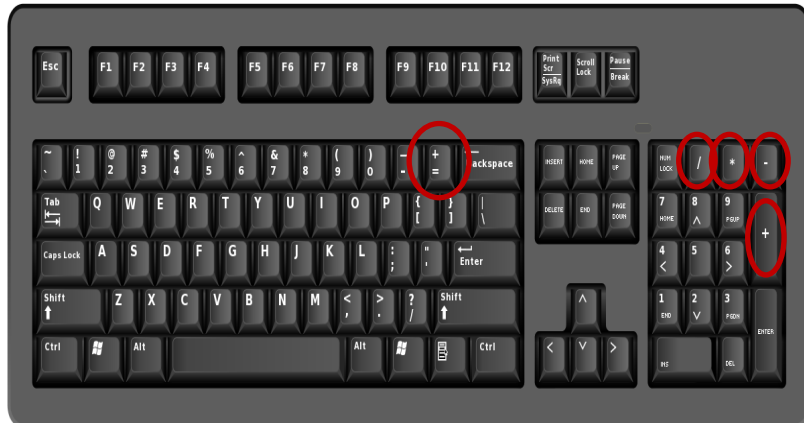 Esc F1 F2 F3 F4 F5 F6 F7 F8 F9 F10 F11 F12 Print Scr SysRq Scroll Lock Pause Break
~ ` ! 1 @ 2 # 3 $ 4 % 5 ^ 6 & 7 * 8 ( 9 ) 0 — - + = ackspace INSERT HOME PAGE UP NUM LOCK / * -
Tab Q W E R T Y U I O P { [ } ] | \ DELETE END PAGE DOWN 7 HOME 8 ^ 9 PGUP +
Caps Lock A S D F G H J K L : ; " ' Enter 4 < 5 6 >
Shift Z X C V B N M < , > . ? / Shift ^ 1 END 2 v 3 PGDN ENTER
Ctrl Alt Alt Ctrl < v > INS DEL